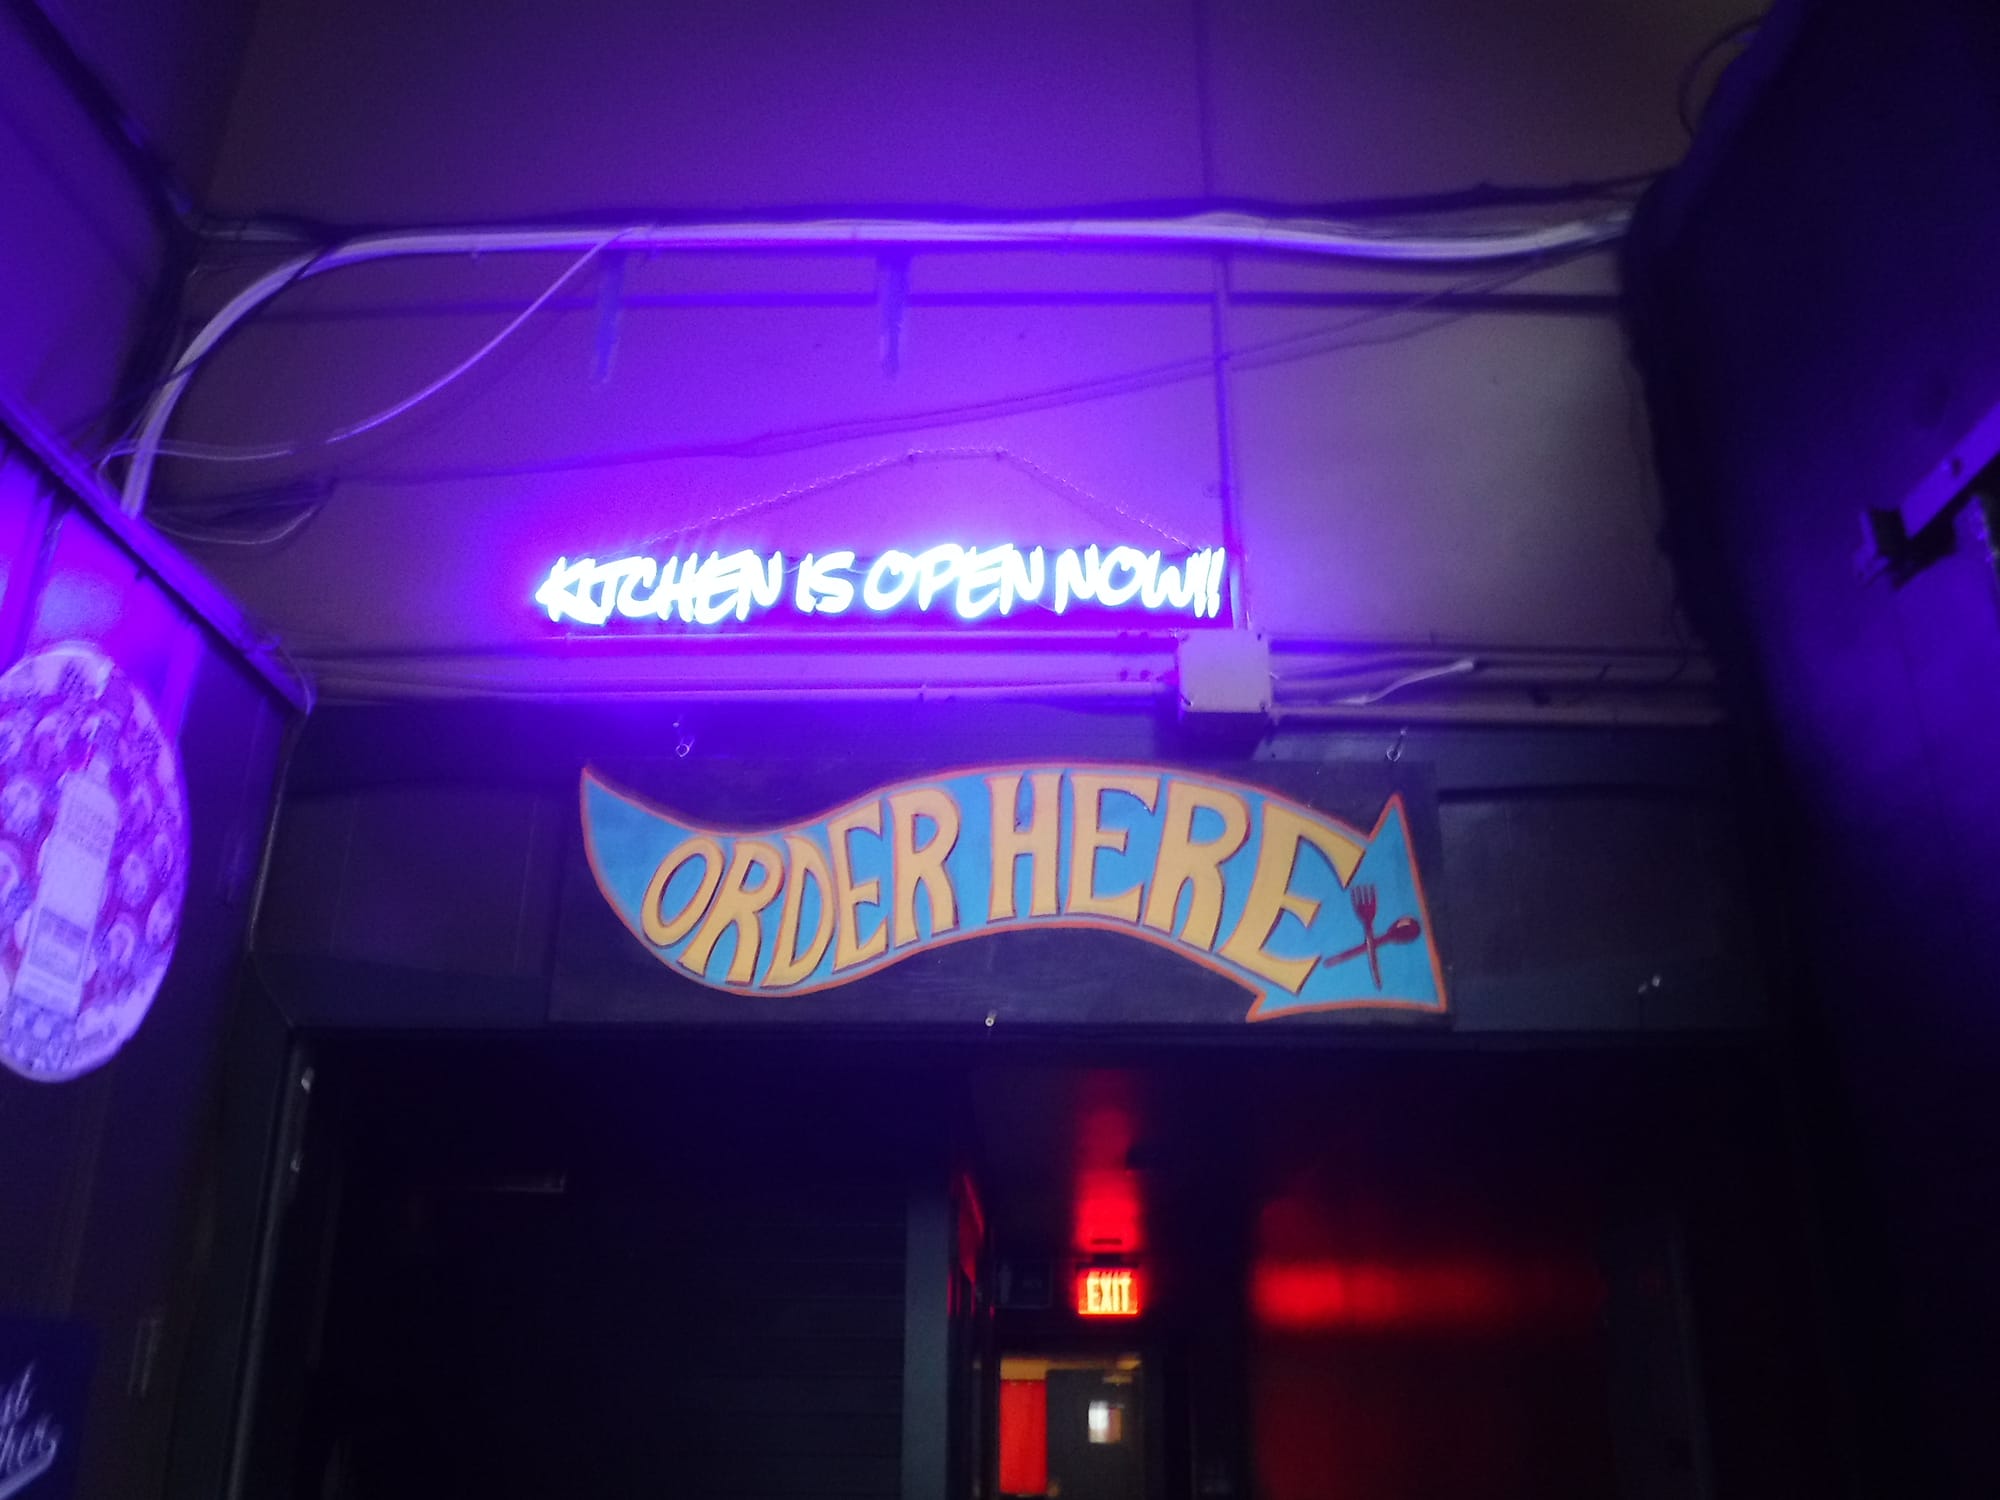 KITCHEN IS OPEN NOW!!
ORDER HERE
EXIT